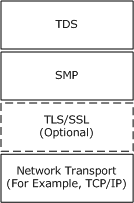 TDS
SMP
TLS/SSL
(Optional)
Network Transport
(For Example, TCP/IP)